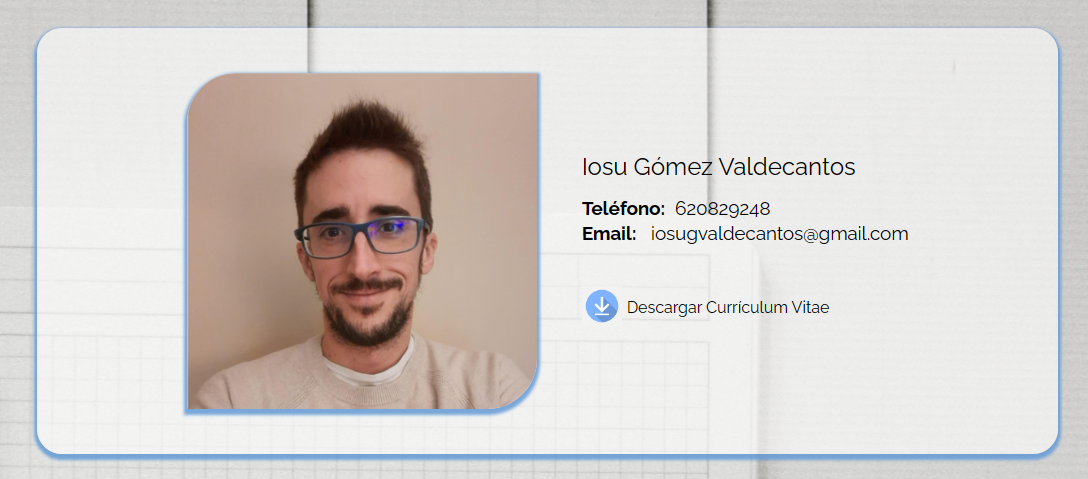 Iosu Gómez Valdecantos
Teléfono: 620829248
Email: iosugvaldecantos@gmail.com
Descargar Currículum Vitae